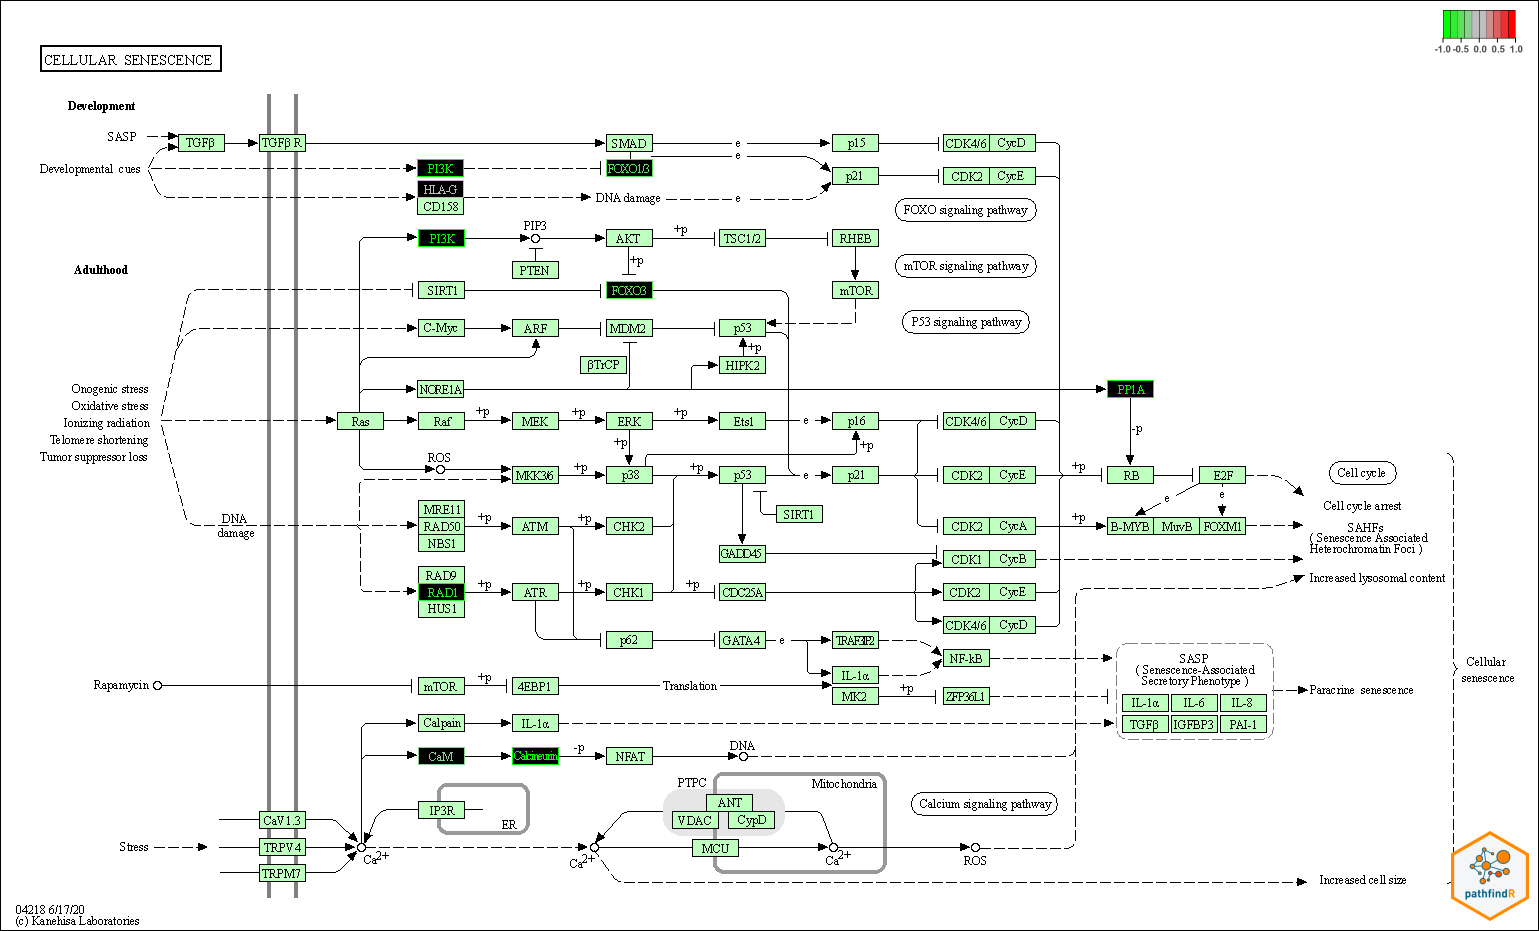 -1.0 -0.5 0.0 0.5 1.0
CELLULAR SENESCENCE
Development
SASP
TGFβ
TGFβ R
SMAD
e
p15
CDK4/6
CycD
e
Developmental cues
PI3K
FOXO1/3
p21
CDK2
CycE
HLA-G
CD158
DNA damage
e
FOXO signaling pathway
PIP3
PI3K
AKT
+p
TSC1/2
RHEB
PTEN
+p
mTOR signaling pathway
Adulthood
SIRT1
FOXO3
mTOR
C-Myc
ARF
MDM2
p53
P53 signaling pathway
+p
βTrCP
HIPK2
Onogenic stress
Oxidative stress
Ionizing radiation
Telomere shortening
Tumor suppressor loss
NORE1A
PP1A
Ras
Raf
+p
MEK
+p
ERK
+p
Ets1
e
p16
CDK4/6
CycD
-p
+p
+p
ROS
MKK3/6
+p
p38
+p
p53
e
p21
CDK2
CycE
+p
RB
E2F
Cell cycle
e
e
Cell cycle arrest
MRE11
RAD50
NBS1
SIRT1
DNA
damage
+p
ATM
+p
CHK2
CDK2
CycA
+p
B-MYB
MuvB
FOXM1
SAHFs
( Senescence Associated
Heterochromatin Foci )
GADD45
CDK1
CycB
RAD9
RAD1
HUS1
+p
ATR
+p
CHK1
+p
CDC25A
CDK2
CycE
Increased lysosomal content
CDK4/6
CycD
p62
GATA4
e
NF-kB
IL-1α
SASP
( Senescence-Associated
Secretory Phenotype )
Cellular
senescence
Rapamycin
mTOR
+p
4EBP1
Translation
MK2
+p
ZFP36L1
IL-1α
IL-6
IL-8
TGFβ
IGFBP3
PAI-1
Paracrine senescence
Calpain
IL-1α
CaM
Calcineurin
-p
NFAT
DNA
PTPC
Mitochondria
IP3R
ER
ANT
VDAC
CypD
Calcium signaling pathway
CaV1.3
Stress
TRPV4
Ca2+
Ca2+
MCU
Ca2+
ROS
TRPM7
Increased cell size
pathfindR
04218 6/17/20
(c) Kanehisa Laboratories